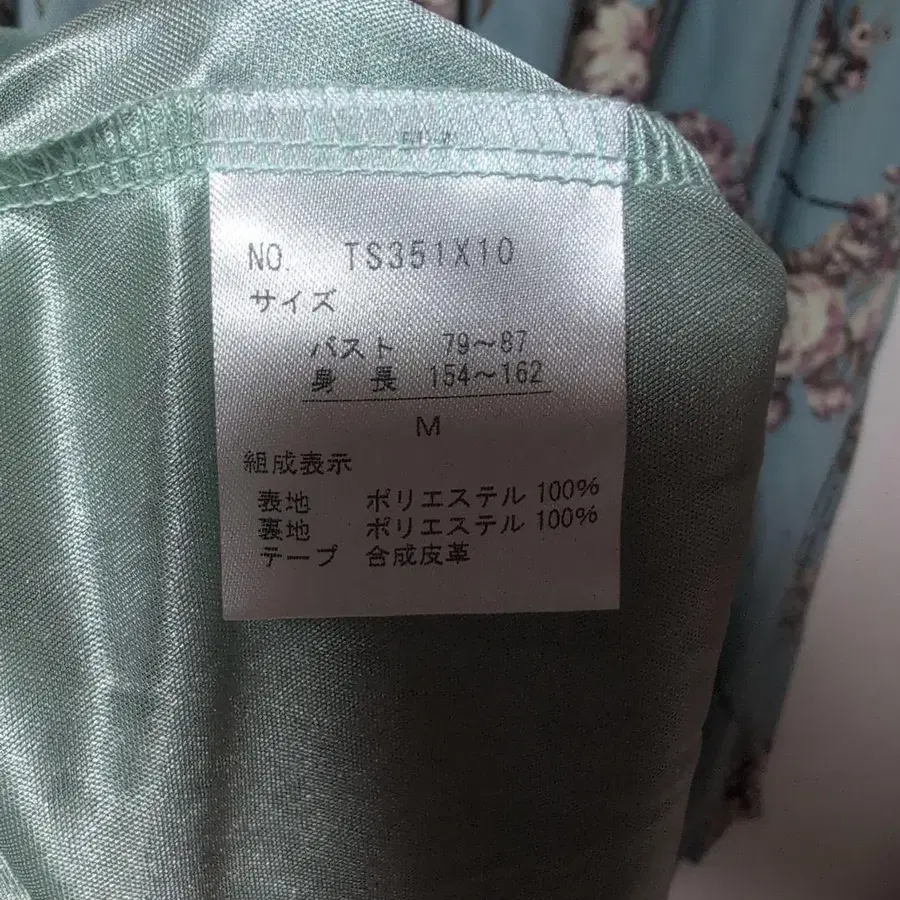 NO. TS351X10
サイズ
バスト 79~87
身長 154~162
M
組成表示
表地 ポリエステル 100%
裏地 ポリエステル 100%
テープ 合成皮革